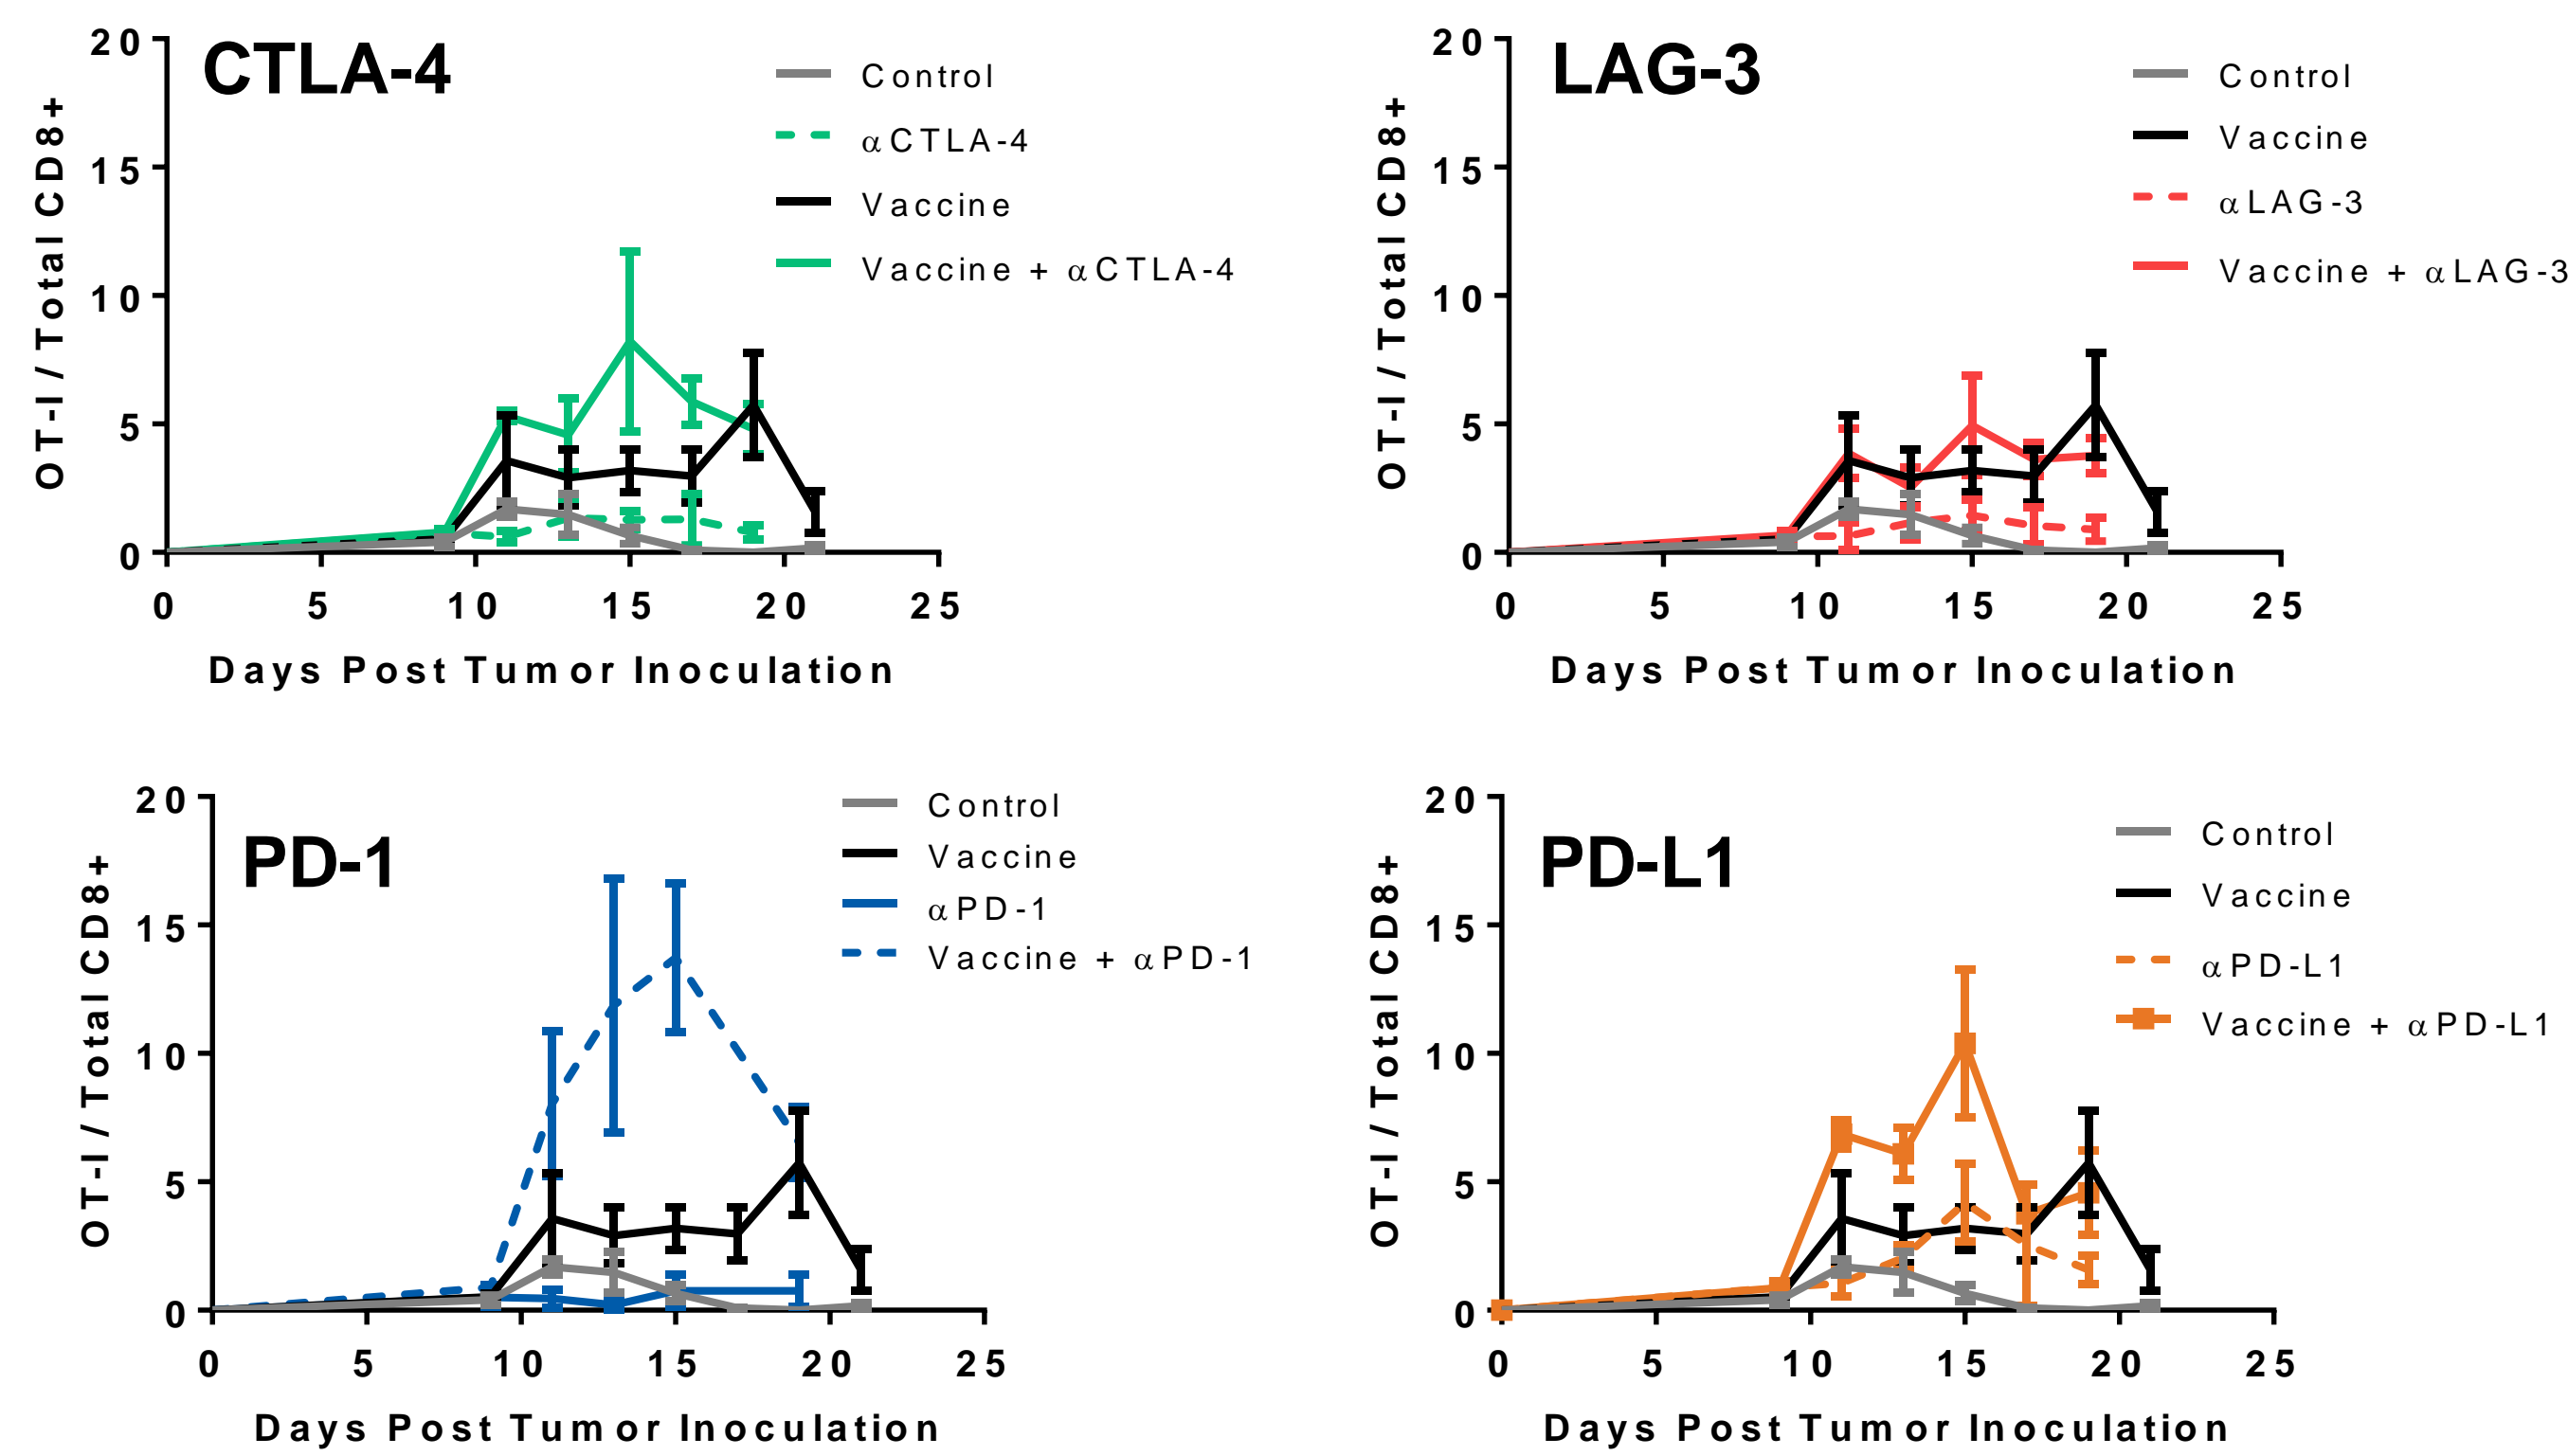 CTLA-4
OT-I / Total CD8+
20
15
10
5
0
0 5 10 15 20 25
Days Post Tumor Inoculation
Control
αCTLA-4
Vaccine
Vaccine + αCTLA-4
LAG-3
OT-I / Total CD8+
20
15
10
5
0
0 5 10 15 20 25
Days Post Tumor Inoculation
Control
Vaccine
αLAG-3
Vaccine + αLAG-3
PD-1
OT-I / Total CD8+
20
15
10
5
0
0 5 10 15 20 25
Days Post Tumor Inoculation
Control
Vaccine
αPD-1
Vaccine + αPD-1
PD-L1
OT-I / Total CD8+
20
15
10
5
0
0 5 10 15 20 25
Days Post Tumor Inoculation
Control
Vaccine
αPD-L1
Vaccine + αPD-L1